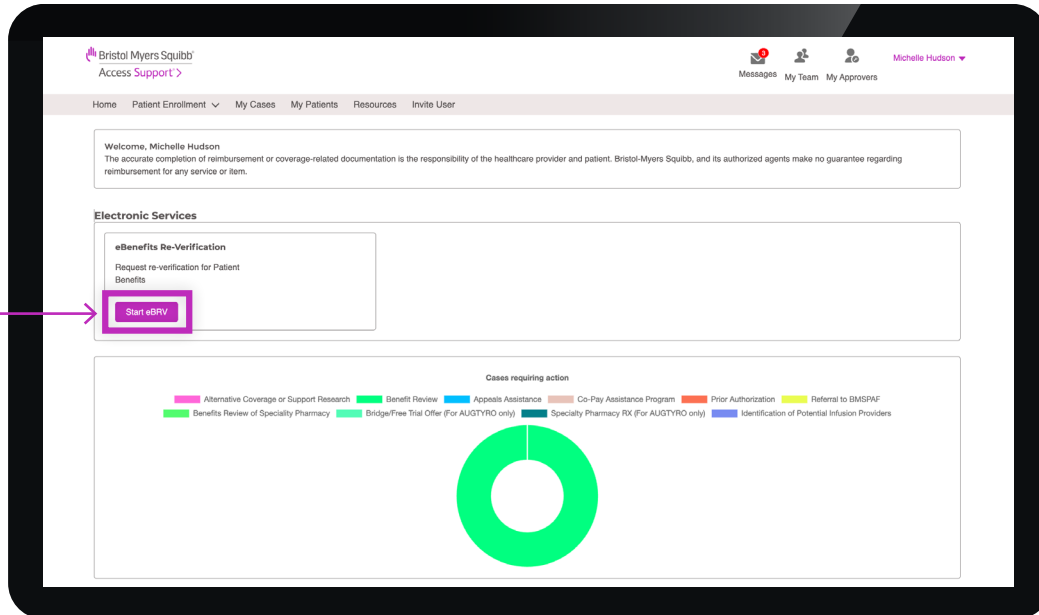 Bristol Myers Squibb®
Access Support®>
3
Messages
My Team
My Approvers
Michelle Hudson
Home Patient Enrollment My Cases My Patients Resources Invite User
Welcome, Michelle Hudson
The accurate completion of reimbursement or coverage-related documentation is the responsibility of the healthcare provider and patient. Bristol-Myers Squibb, and its authorized agents make no guarantee regarding
reimbursement for any service or item.
Electronic Services
eBenefits Re-Verification
Request re-verification for Patient
Benefits
Start eBRV
Cases requiring action
Alternative Coverage or Support Research Benefit Review Appeals Assistance Co-Pay Assistance Program Prior Authorization Referral to BMSPAF
Benefits Review of Speciality Pharmacy Bridge/Free Trial Offer (For AUGTYRO only) Specialty Pharmacy RX (For AUGTYRO only) Identification of Potential Infusion Providers